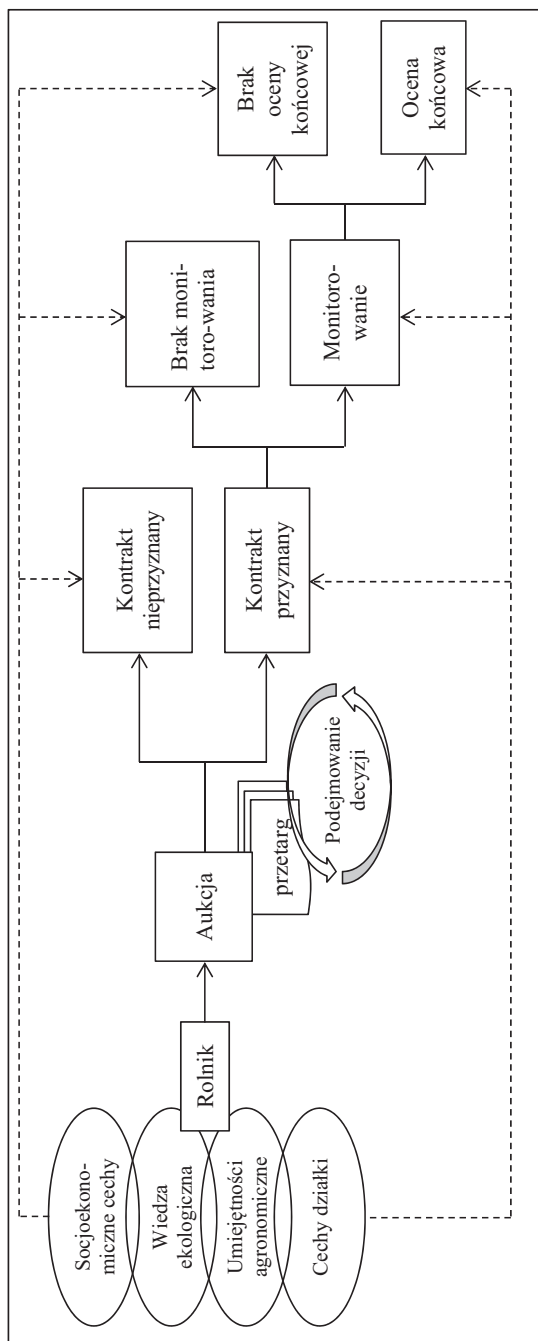 Socjoekono-
miczne cechy
Wiedza
ekologiczna
Umiejętności
agronomiczne
Cechy działki
Rolnik
Aukcja
przetarg
Podejmowanie
decyzji
Kontrakt
nieprzyznany
Kontrakt
przyznany
Brak moni-
toro-wania
Monitoro-
wanie
Brak
oceny
końcowej
Ocena
końcowa